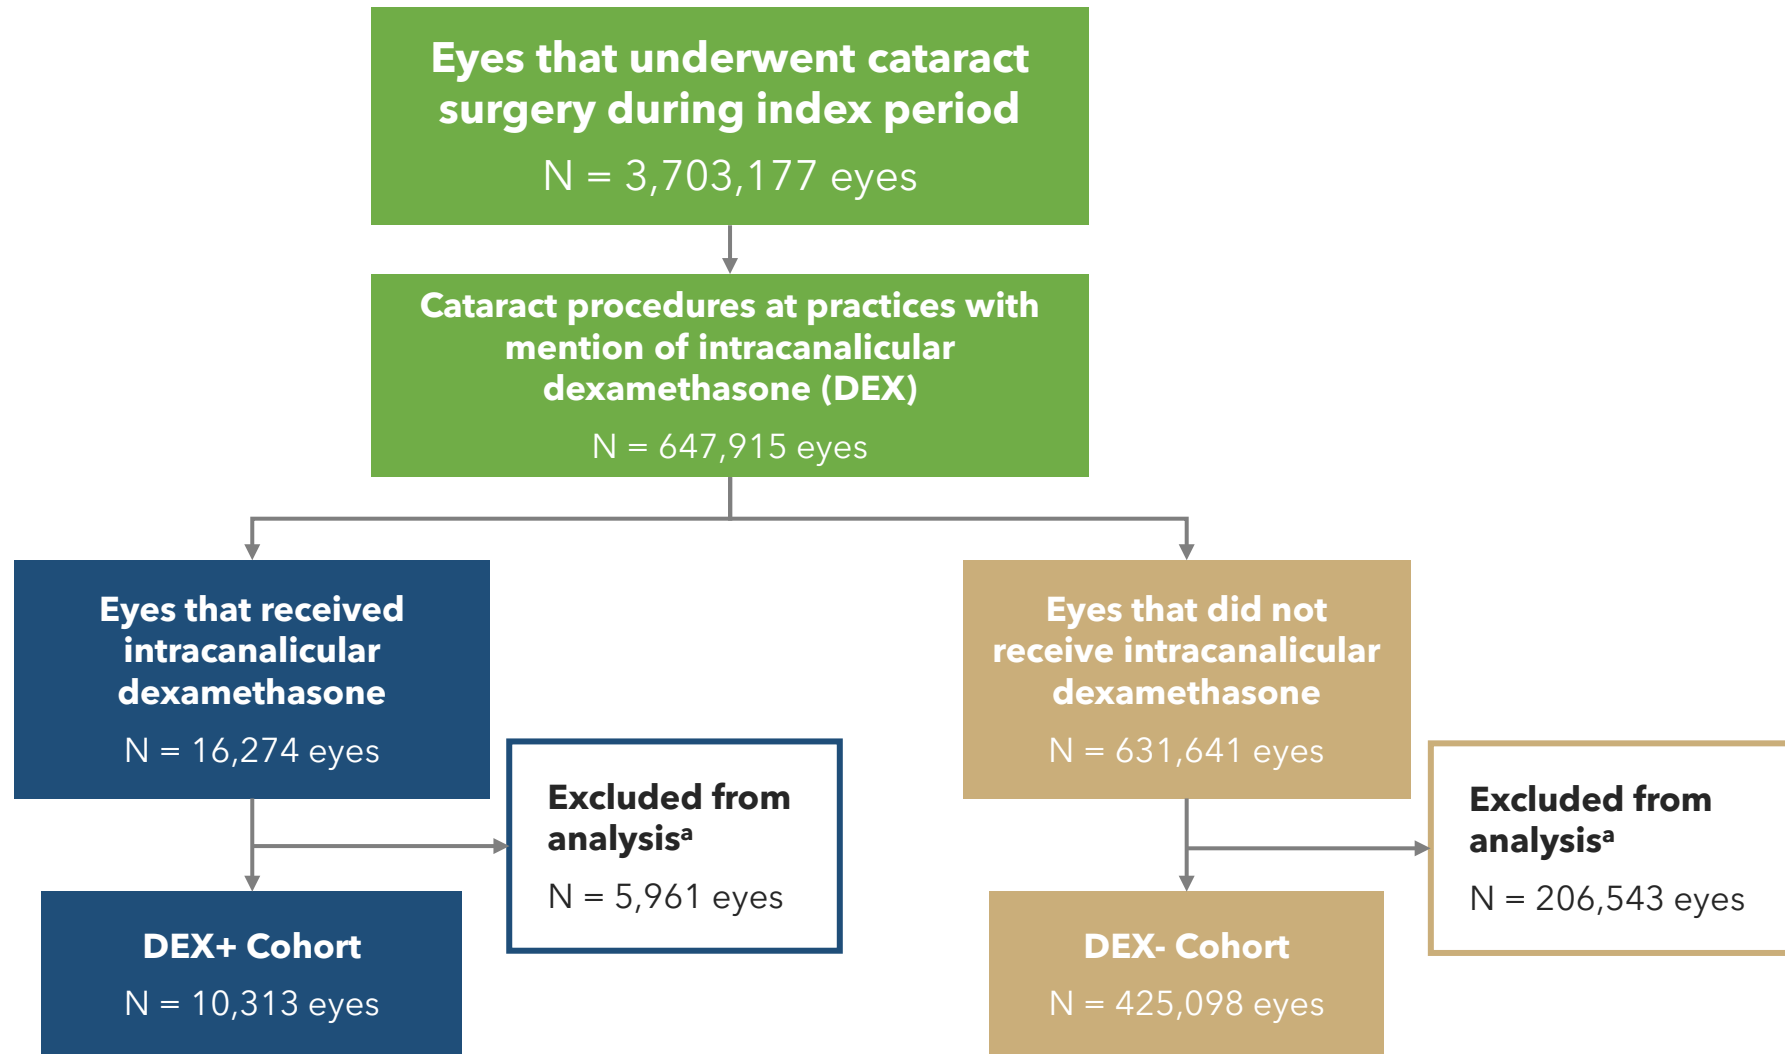 Eyes that underwent cataract
surgery during index period
N = 3,703,177 eyes
Cataract procedures at practices with
mention of intracanalicular
dexamethasone (DEX)
N = 647,915 eyes
Eyes that received
intracanalicular
dexamethasone
N = 16,274 eyes
Excluded from
analysisᵃ
N = 5,961 eyes
DEX+ Cohort
N = 10,313 eyes
Eyes that did not
receive intracanalicular
dexamethasone
N = 631,641 eyes
Excluded from
analysisᵃ
N = 206,543 eyes
DEX- Cohort
N = 425,098 eyes